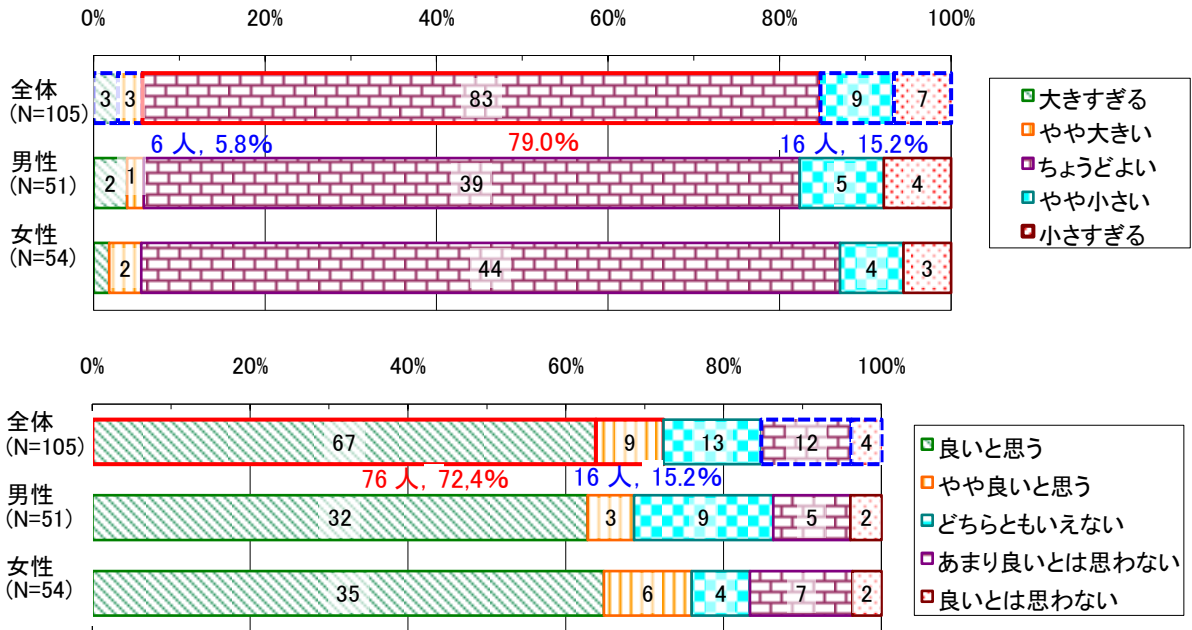 0% 20% 40% 60% 80% 100%
全体
(N=105)
3 3 83 9 7
6 人, 5.8% 79.0% 16 人, 15.2%
男性
(N=51)
2 1 39 5 4
女性
(N=54)
2 44 4 3
大きすぎる
やや大きい
ちょうどよい
やや小さい
小さすぎる
0% 20% 40% 60% 80% 100%
全体
(N=105)
67 9 13 12 4
76 人, 72,4% 16 人, 15.2%
男性
(N=51)
32 3 9 5 2
女性
(N=54)
35 6 4 7 2
良いと思う
やや良いと思う
どちらともいえない
あまり良いとは思わない
良いとは思わない